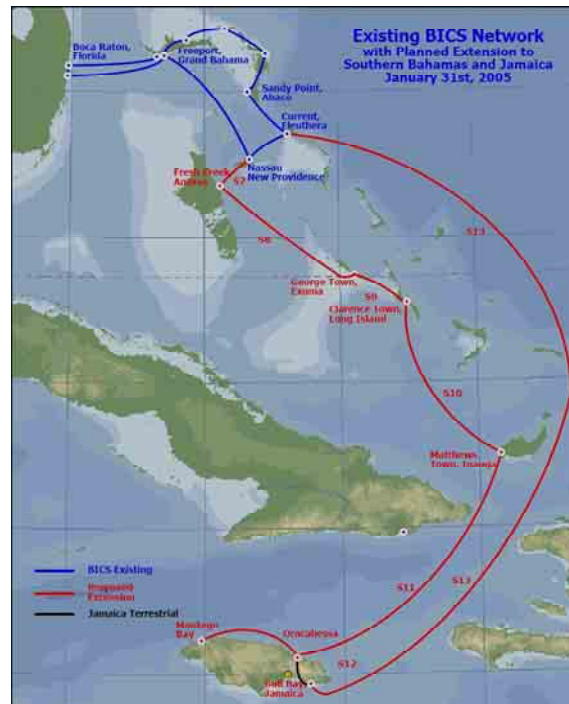 Existing BICS Network
with Planned Extension to
Southern Bahamas and Jamaica
January 31st, 2005
Boca Raton,
Florida
Freeport,
Grand Bahama
Sandy Point,
Abaco
Current,
Eleuthera
Nassau
New Providence
Fresh Creek
Andros
S7
S8
S13
George Town,
Exuma
S9
Clarence Town,
Long Island
S10
Matthews
Town, Inagua
BICS Existing
Proposed
Extension
Jamaica Terrestrial
S11
S13
Montego
Bay
Ocracabessa
S12
Bull Bay,
Jamaica